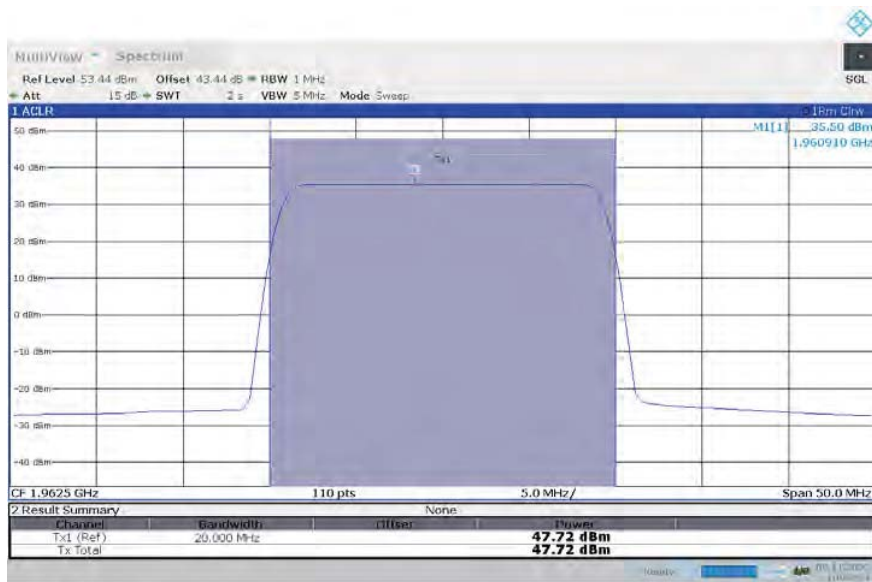 MultiView Spectrum
Ref Level 53.44 dBm Offset 43.44 dB RBW 1 MHz
SGL
Att 15 dB SWT 2 s VBW 5 MHz Mode Sweep
1 ACLR 1Rm Clrw
M1[1] 35.50 dBm
1.960910 GHz
50 dBm
40 dBm
Tx1
30 dBm
20 dBm
10 dBm
0 dBm
-10 dBm
-20 dBm
-30 dBm
-40 dBm
CF 1.9625 GHz 110 pts 5.0 MHz/ Span 50.0 MHz
2 Result Summary None
Channel Bandwidth Offset Power
Tx1 (Ref) 20.000 MHz 47.72 dBm
Tx Total 47.72 dBm